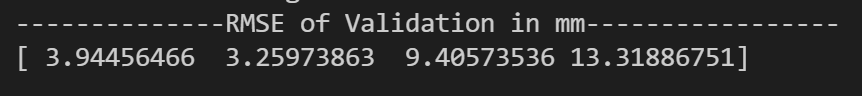 --------------RMSE of Validation in mm-----------------
[ 3.94456466  3.25973863  9.40573536 13.31886751]